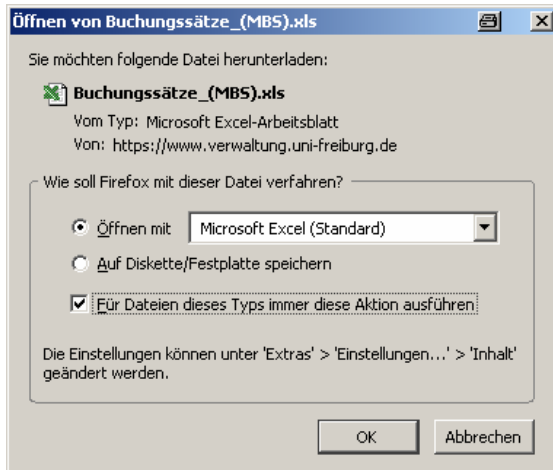 Öffnen von Buchungssätze_(MBS).xls
Sie möchten folgende Datei herunterladen:
Buchungssätze_(MBS).xls
Vom Typ: Microsoft Excel-Arbeitsblatt
Von: https://www.verwaltung.uni-freiburg.de
Wie soll Firefox mit dieser Datei verfahren?
Öffnen mit Microsoft Excel (Standard)
Auf Diskette/Festplatte speichern
Für Dateien dieses Typs immer diese Aktion ausführen
Die Einstellungen können unter 'Extras' > 'Einstellungen...' > 'Inhalt'
geändert werden.
OK Abbrechen